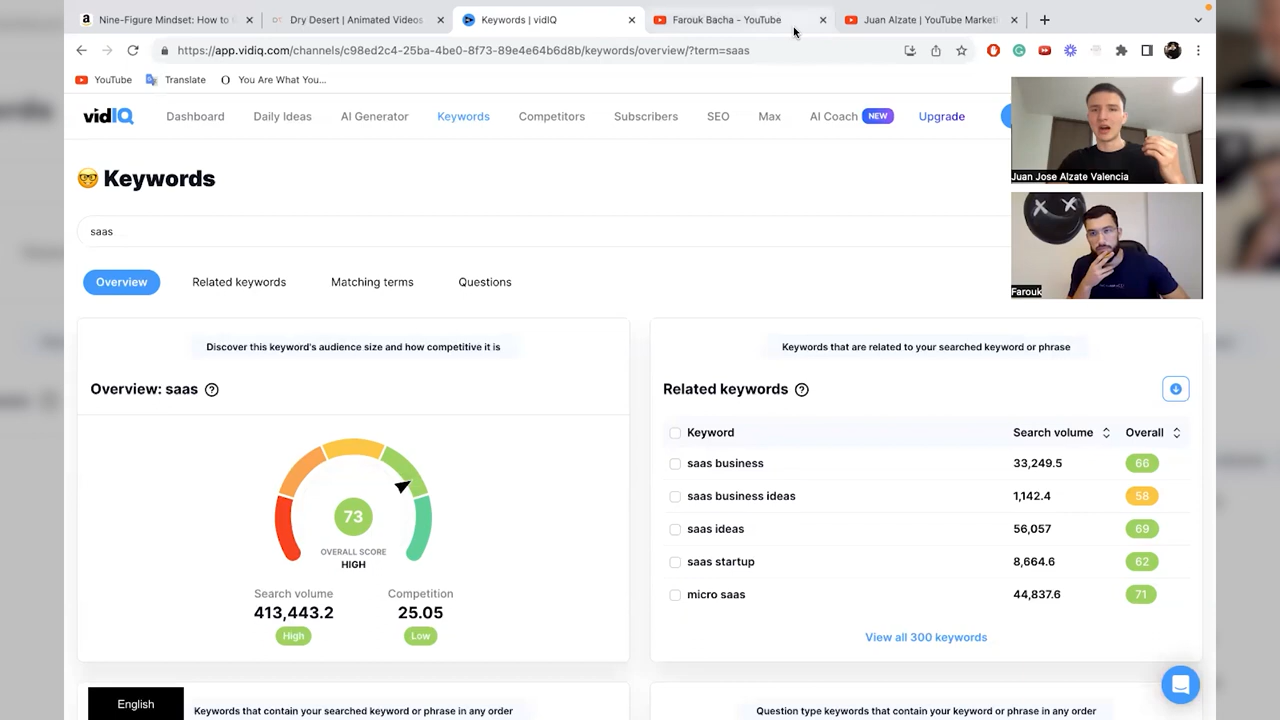 Nine-Figure Mindset: How to
Dry Desert | Animated Videos
Keywords | vidIQ
Farouk Bacha - YouTube
Juan Alzate | YouTube Marketi
https://app.vidiq.com/channels/c98ed2c4-25ba-4be0-8f73-89e4e64b6d8b/keywords/overview/?term=saas
YouTube
Translate
You Are What You...
vidIQ
Dashboard
Daily Ideas
AI Generator
Keywords
Competitors
Subscribers
SEO
Max
AI Coach NEW
Upgrade
Juan Jose Alzate Valencia
Farouk
Keywords
saas
Overview
Related keywords
Matching terms
Questions
Discover this keyword's audience size and how competitive it is
Overview: saas
73
OVERALL SCORE
HIGH
Search volume
413,443.2
High
Competition
25.05
Low
Keywords that are related to your searched keyword or phrase
Related keywords
Keyword Search volume Overall
saas business 33,249.5 66
saas business ideas 1,142.4 58
saas ideas 56,057 69
saas startup 8,664.6 62
micro saas 44,837.6 71
View all 300 keywords
English
Keywords that contain your searched keyword or phrase in any order
Question type keywords that contain your keyword or phrase in any order